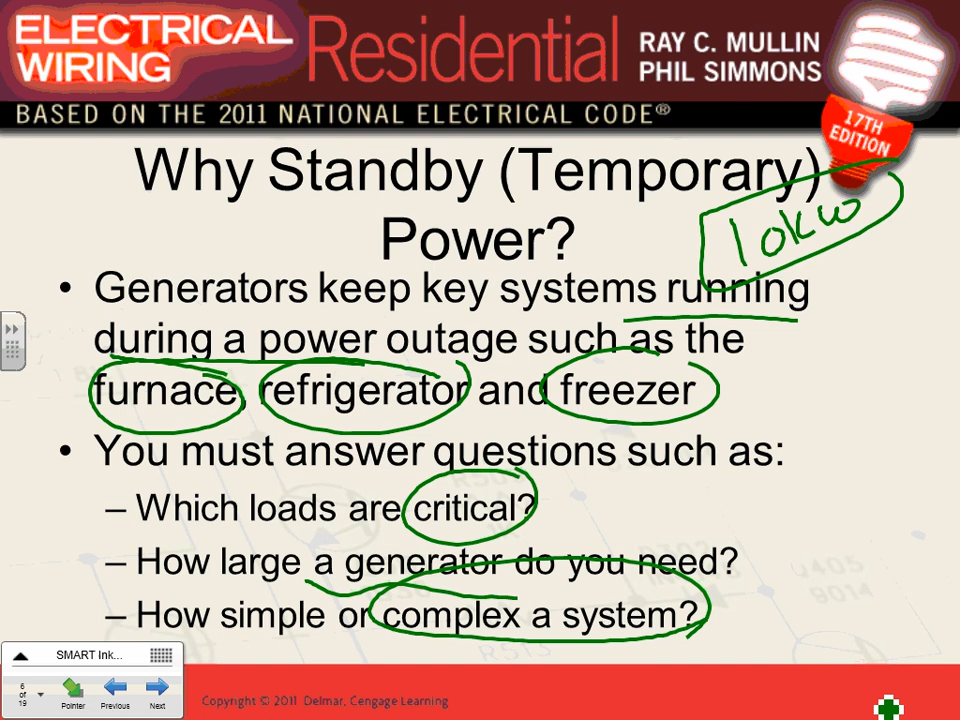 ELECTRICAL
WIRING
Residential
RAY C. MULLIN
PHIL SIMMONS
BASED ON THE 2011 NATIONAL ELECTRICAL CODE®
17TH
EDITION
Why Standby (Temporary)
Power?
10kw
• Generators keep key systems running
during a power outage such as the
furnace, refrigerator and freezer
• You must answer questions such as:
– Which loads are critical?
– How large a generator do you need?
– How simple or complex a system?
R513
U405
9014
SMART Ink...
6
of
19
Pointer
Previous
Next
Copyright © 2011 Delmar, Cengage Learning